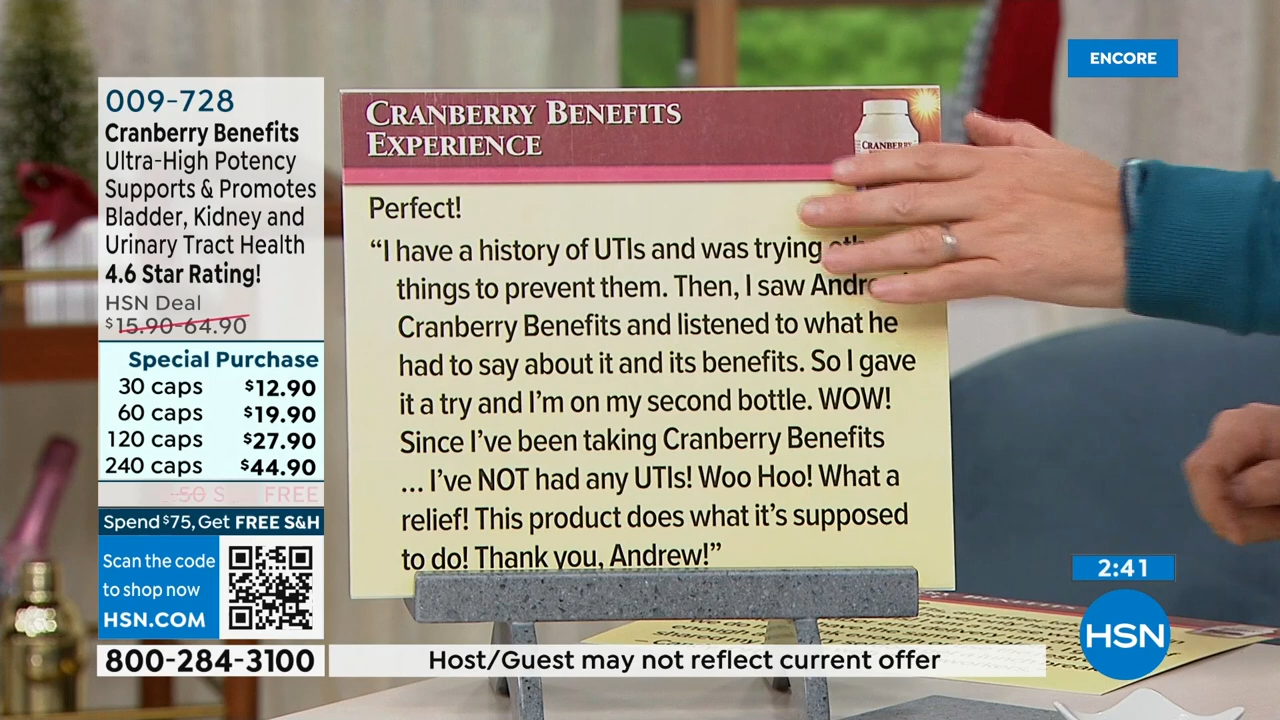 ENCORE
009-728
Cranberry Benefits
Ultra-High Potency
Supports & Promotes
Bladder, Kidney and
Urinary Tract Health
4.6 Star Rating!
HSN Deal
$15.90-64.90
Special Purchase
30 caps $12.90
60 caps $19.90
120 caps $27.90
240 caps $44.90
FREE
Spend $75, Get FREE S&H
Scan the code
to shop now
HSN.COM
800-284-3100
CRANBERRY BENEFITS
EXPERIENCE
CRANBERRY
Perfect!
“I have a history of UTIs and was trying
things to prevent them. Then, I saw
Cranberry Benefits and listened to what he
had to say about it and its benefits. So I gave
it a try and I’m on my second bottle. WOW!
Since I’ve been taking Cranberry Benefits
... I’ve NOT had any UTIs! Woo Hoo! What a
relief! This product does what it’s supposed
to do! Thank you, Andrew!”
2:41
HSN
Host/Guest may not reflect current offer